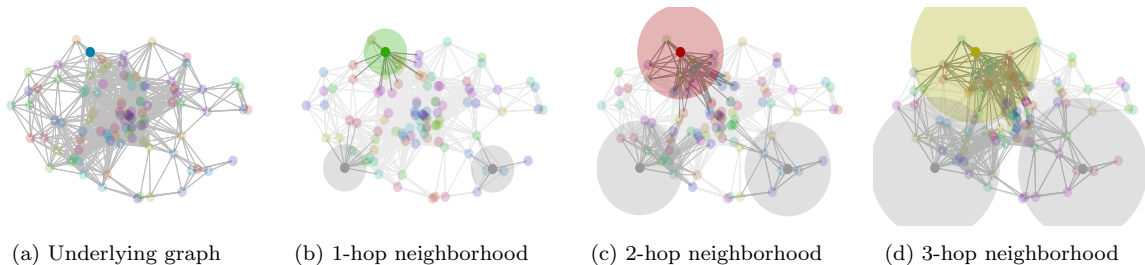 (a) Underlying graph
(b) 1-hop neighborhood
(c) 2-hop neighborhood
(d) 3-hop neighborhood